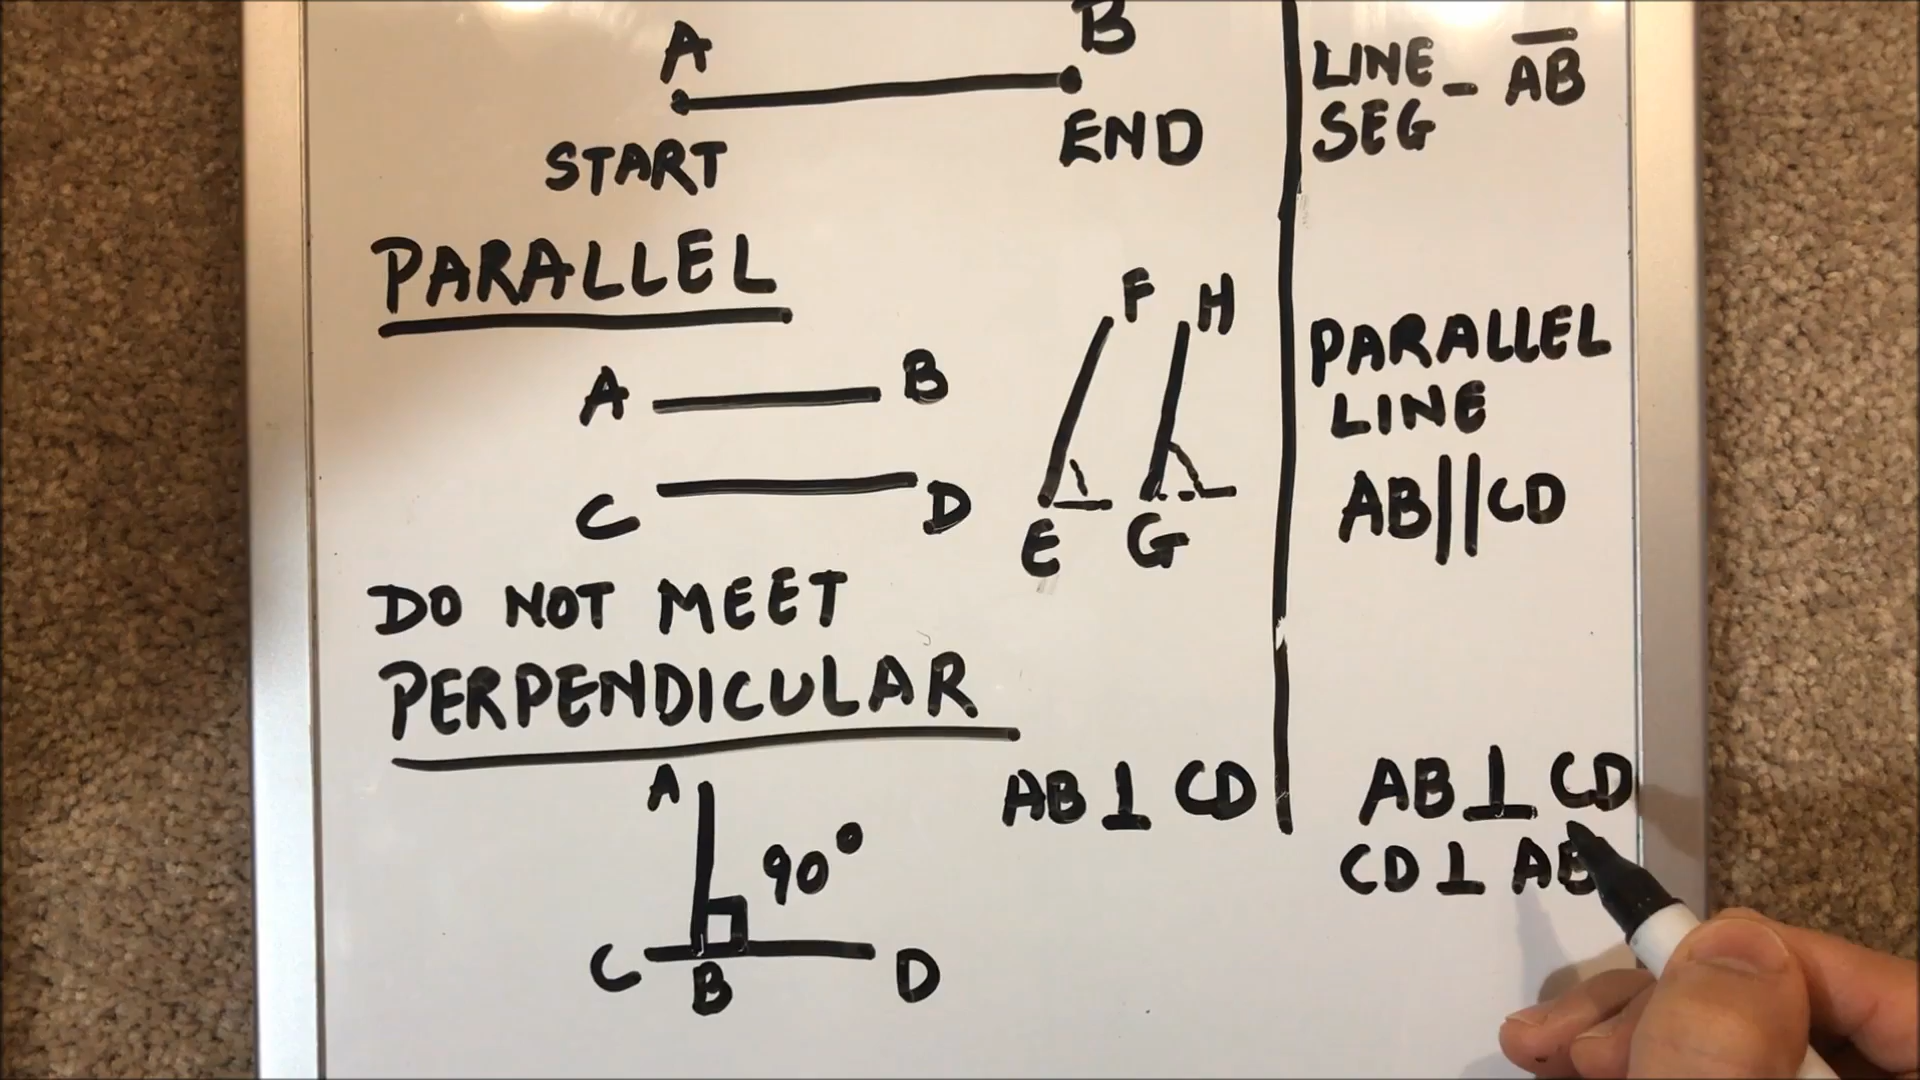 A B
START END
LINE SEG - AB
PARALLEL
A B
C D
F H
E G
PARALLEL
LINE
AB||CD
DO NOT MEET
PERPENDICULAR
AB⊥CD
A
90°
C B D
AB⊥CD
CD⊥AB